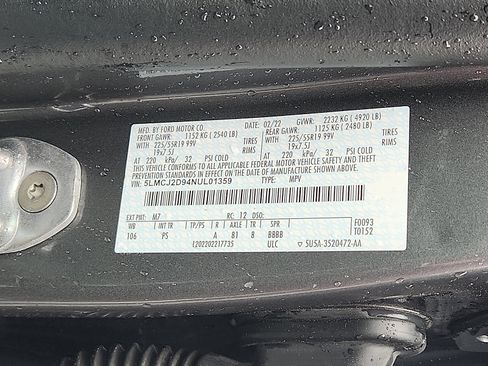 MFD. BY FORD MOTOR CO. 02/22 GVWR: 2232 KG ( 4920 LB)
FRONT GAWR: 1152 KG ( 2540 LB) REAR GAWR: 1125 KG ( 2480 LB)
WITH 225/55R19 99V TIRES WITH 225/55R19 99V TIRES
19x7.5J RIMS 19x7.5J RIMS
AT 220 kPa/ 32 PSI COLD AT 220 kPa/ 32 PSI COLD
THIS VEHICLE CONFORMS TO ALL APPLICABLE FEDERAL MOTOR VEHICLE SAFETY AND THEFT
PREVENTION STANDARDS IN EFFECT ON THE DATE OF MANUFACTURE SHOWN ABOVE.
VIN: 5LMCJ2D94NUL01359 TYPE: MPV
EXT PNT: M7 RC: 12 DSO: F0093
WB INT TR TP/PS R AXLE TR SPR T0152
106 PS A 81 8 BBBB
ULC
▽ 5U5A-3520472-AA